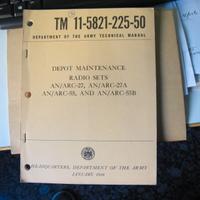 TM 11-5821-225-50
DEPARTMENT OF THE ARMY TECHNICAL MANUAL
DEPOT MAINTENANCE
RADIO SETS
AN/ARC-27, AN/ARC-27A
AN/ARC-55, AND AN/ARC-55B
HEADQUARTERS, DEPARTMENT OF THE ARMY
JANUARY